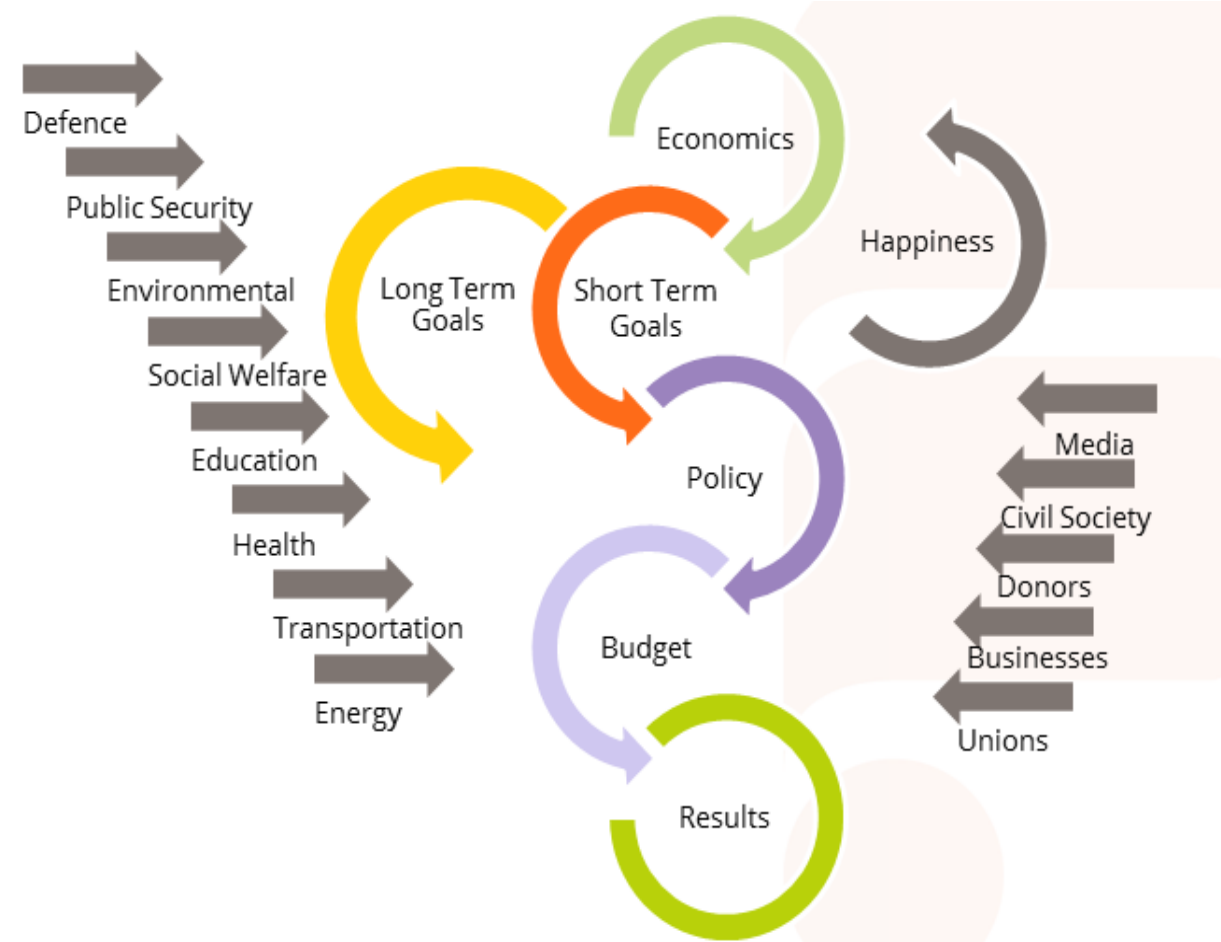 Defence
Public Security
Environmental
Social Welfare
Education
Health
Transportation
Energy
Economics
Long Term
Goals
Short Term
Goals
Policy
Budget
Results
Happiness
Media
Civil Society
Donors
Businesses
Unions